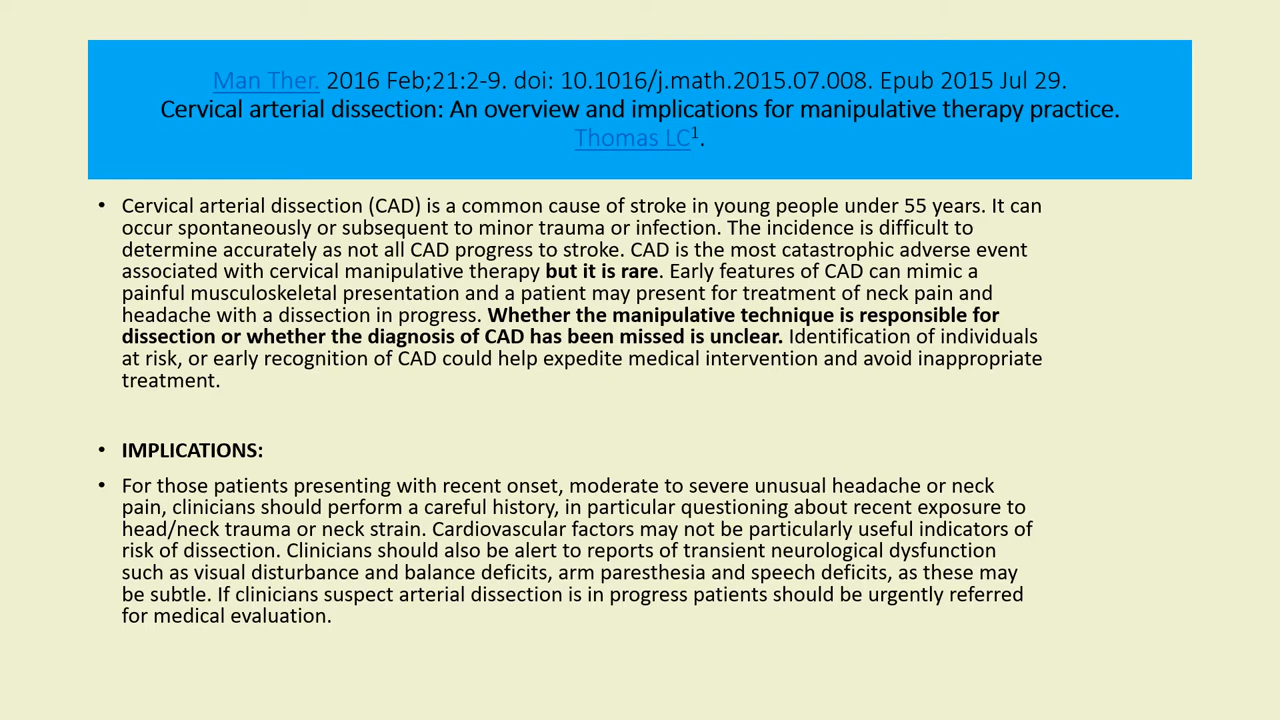 Man Ther. 2016 Feb;21:2-9. doi: 10.1016/j.math.2015.07.008. Epub 2015 Jul 29.
Cervical arterial dissection: An overview and implications for manipulative therapy practice.
Thomas LC1.
• Cervical arterial dissection (CAD) is a common cause of stroke in young people under 55 years. It can
occur spontaneously or subsequent to minor trauma or infection. The incidence is difficult to
determine accurately as not all CAD progress to stroke. CAD is the most catastrophic adverse event
associated with cervical manipulative therapy but it is rare. Early features of CAD can mimic a
painful musculoskeletal presentation and a patient may present for treatment of neck pain and
headache with a dissection in progress. Whether the manipulative technique is responsible for
dissection or whether the diagnosis of CAD has been missed is unclear. Identification of individuals
at risk, or early recognition of CAD could help expedite medical intervention and avoid inappropriate
treatment.
• IMPLICATIONS:
• For those patients presenting with recent onset, moderate to severe unusual headache or neck
pain, clinicians should perform a careful history, in particular questioning about recent exposure to
head/neck trauma or neck strain. Cardiovascular factors may not be particularly useful indicators of
risk of dissection. Clinicians should also be alert to reports of transient neurological dysfunction
such as visual disturbance and balance deficits, arm paresthesia and speech deficits, as these may
be subtle. If clinicians suspect arterial dissection is in progress patients should be urgently referred
for medical evaluation.